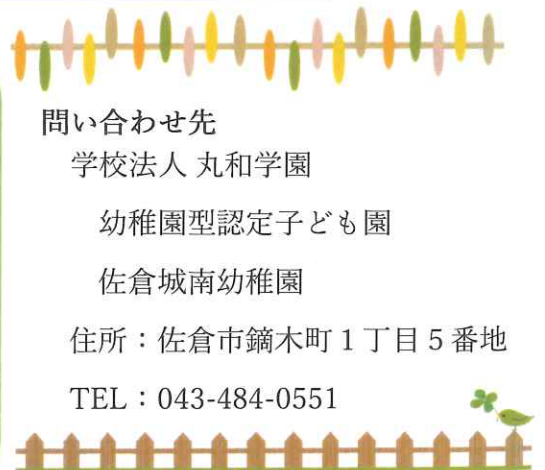 問い合わせ先
学校法人 丸和学園
幼稚園型認定子ども園
佐倉城南幼稚園
住所：佐倉市鏑木町1丁目5番地
TEL：043-484-0551